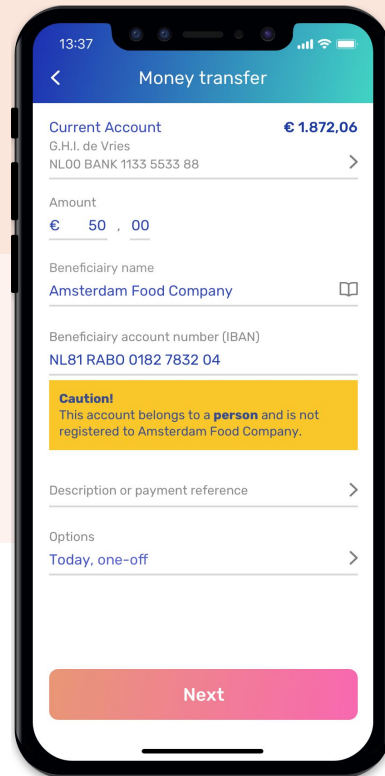 13:37
Money transfer
Current Account € 1.872,06
G.H.I. de Vries
NL00 BANK 1133 5533 88
Amount
€ 50 , 00
Beneficiairy name
Amsterdam Food Company
Beneficiairy account number (IBAN)
NL81 RABO 0182 7832 04
Caution!
This account belongs to a person and is not
registered to Amsterdam Food Company.
Description or payment reference
Options
Today, one-off
Next